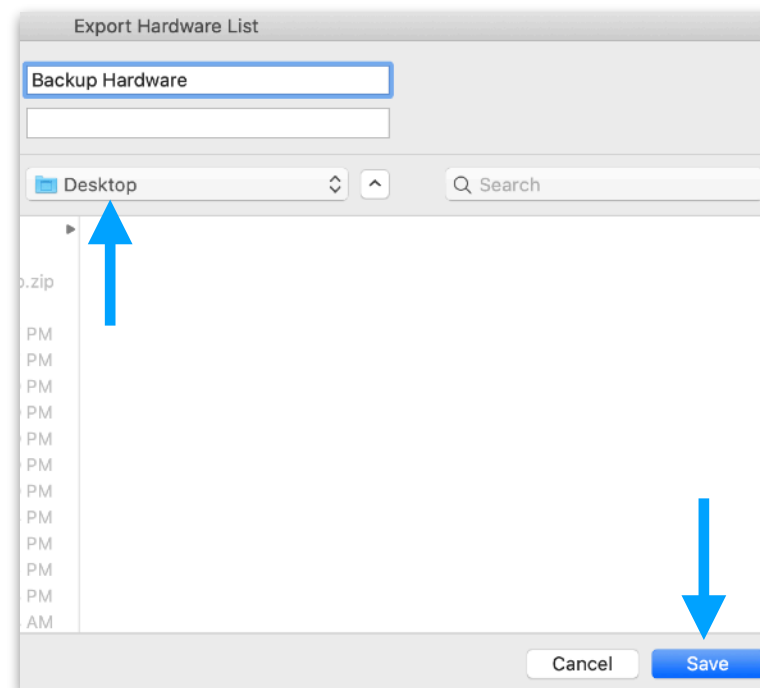 Export Hardware List
Backup Hardware
Desktop
Search
.zip
PM
PM
PM
PM
PM
PM
PM
PM
PM
PM
PM
AM
Cancel
Save